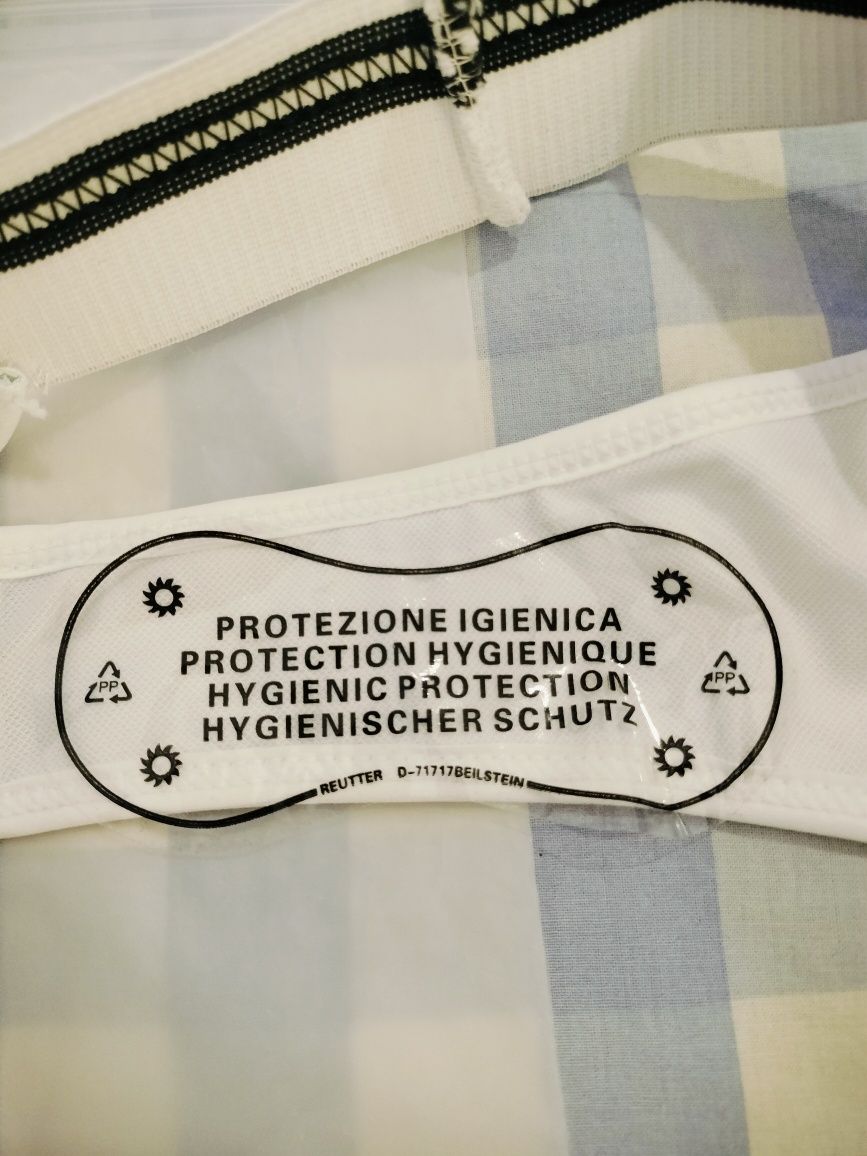 PROTEZIONE IGIENICA
PROTECTION HYGIENIQUE
PP
PP
HYGIENIC PROTECTION
HYGIENISCHER SCHUTZ
REUTTER D-71717BEILSTEIN